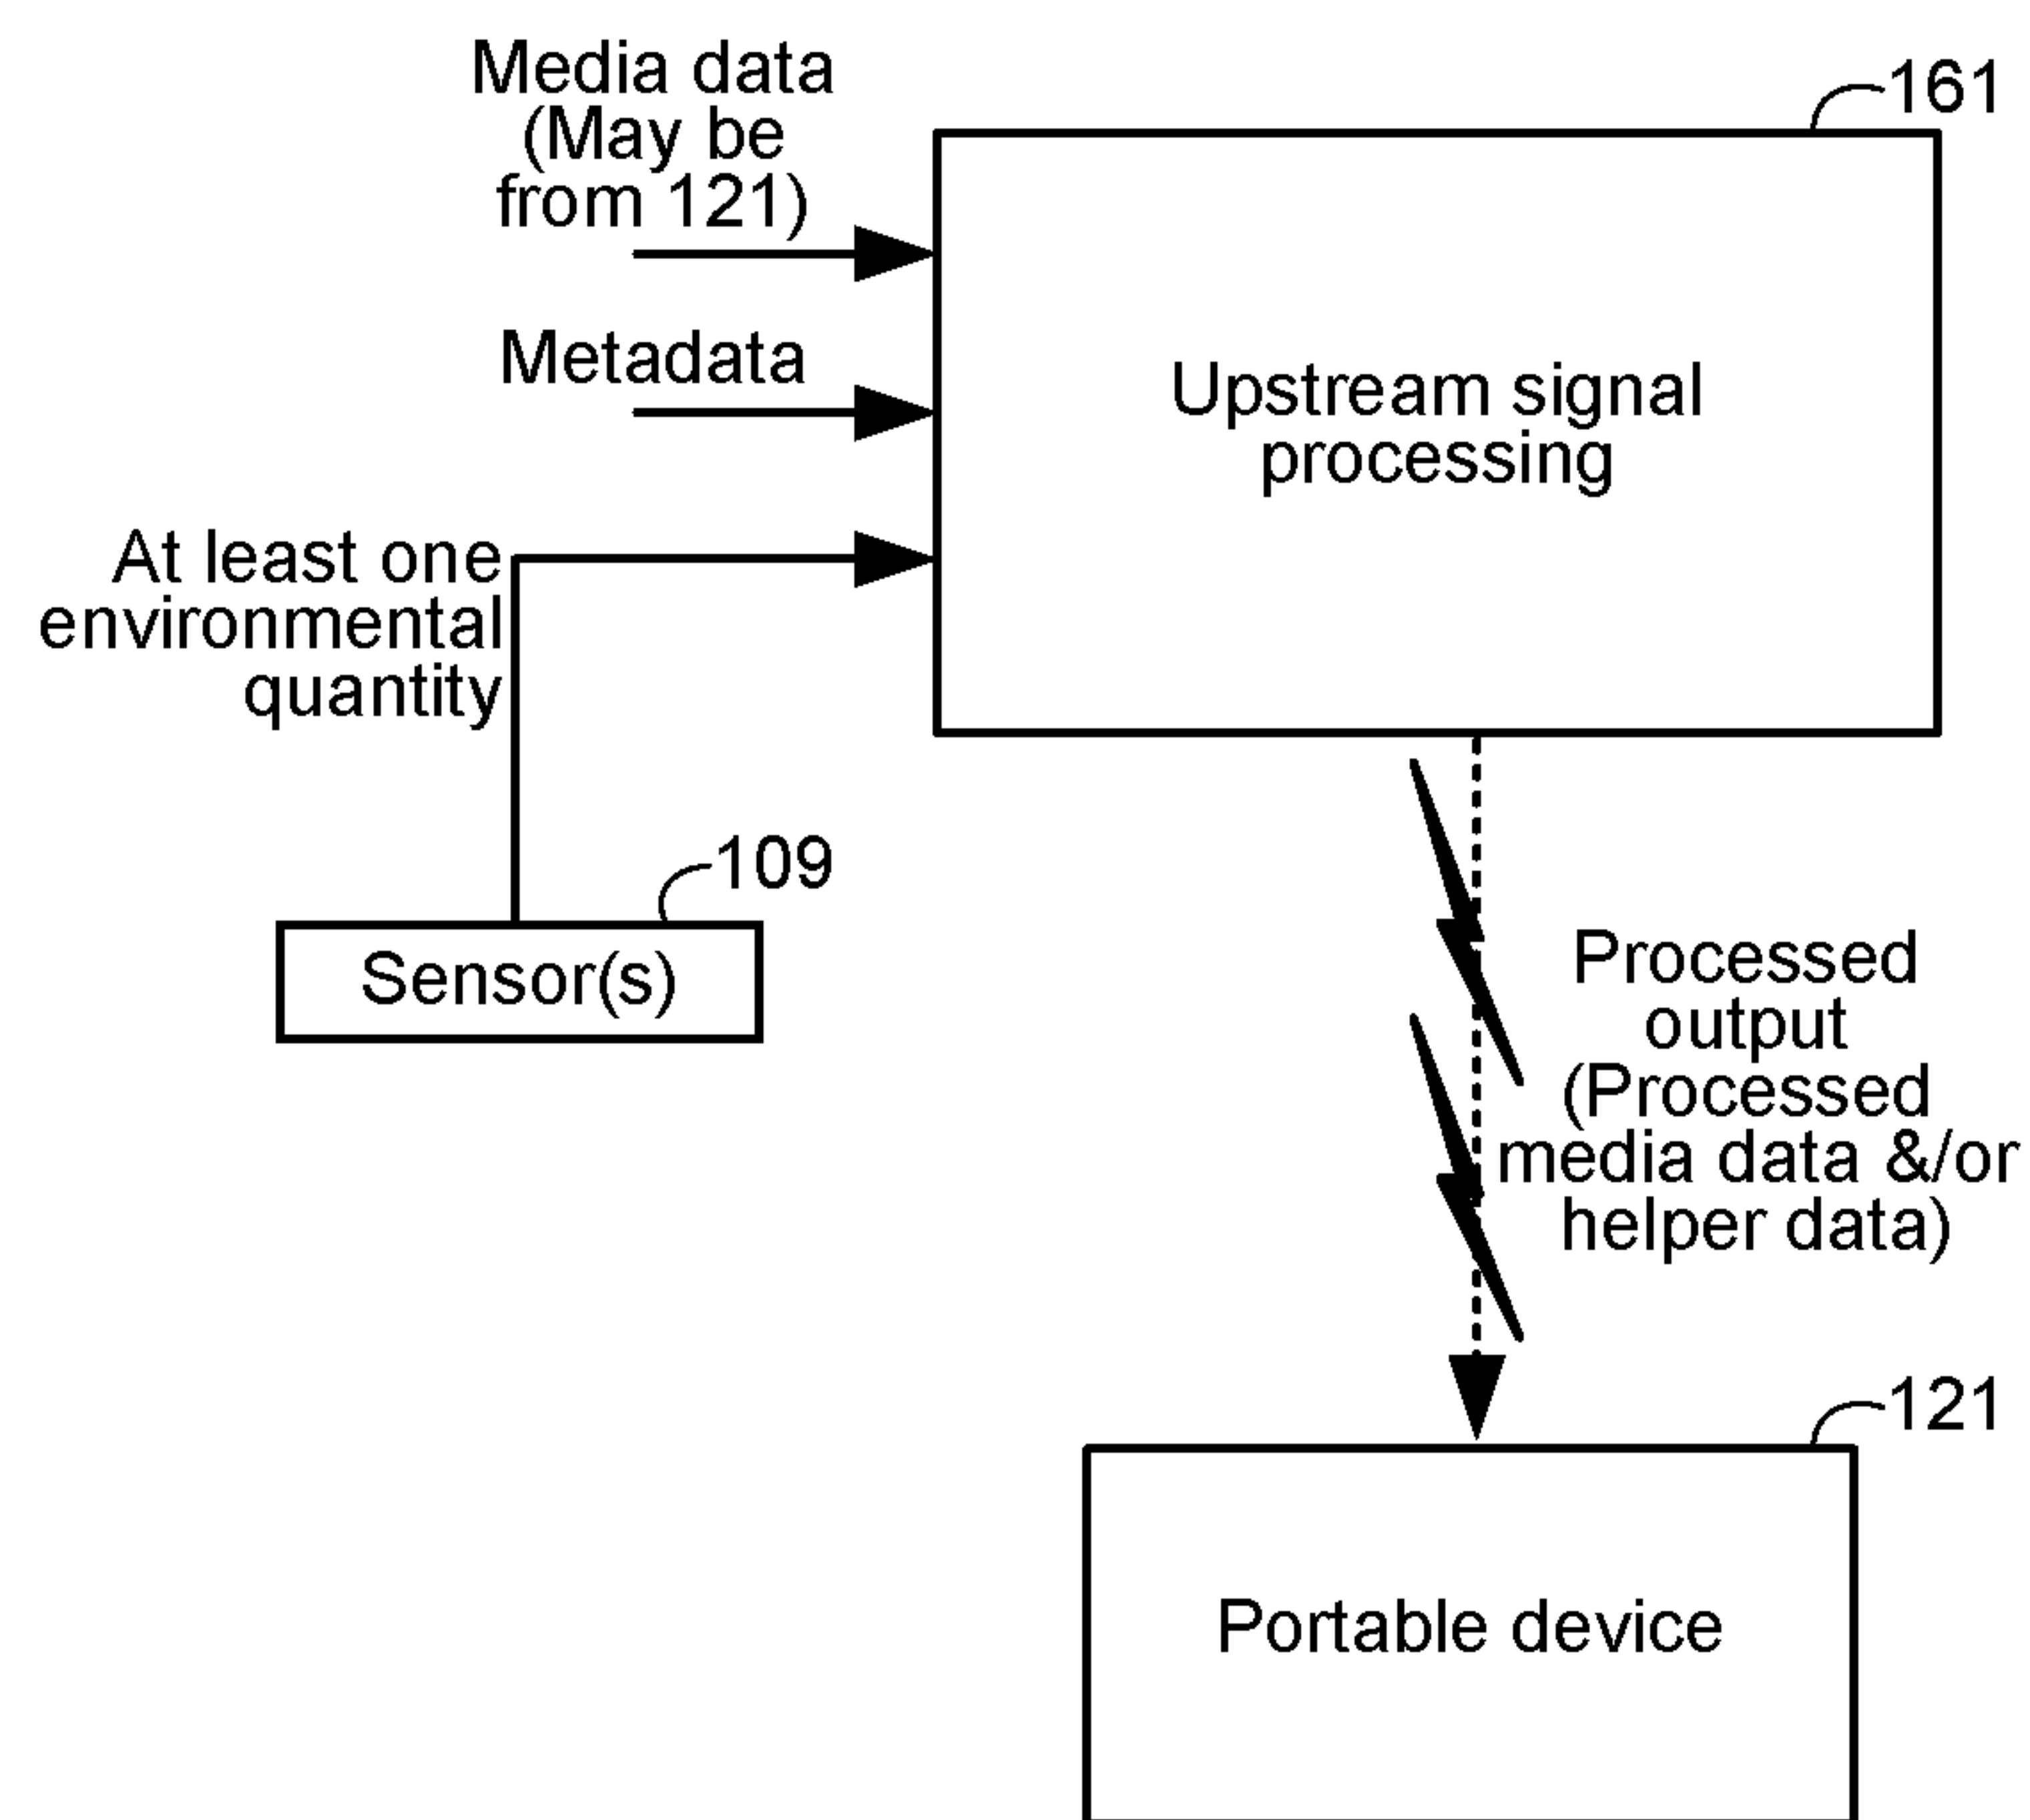 Media data
(May be
from 121)
161
Metadata
Upstream signal
processing
At least one
environmental
quantity
109
Sensor(s)
Processed
output
(Processed
media data &/or
helper data)
121
Portable device